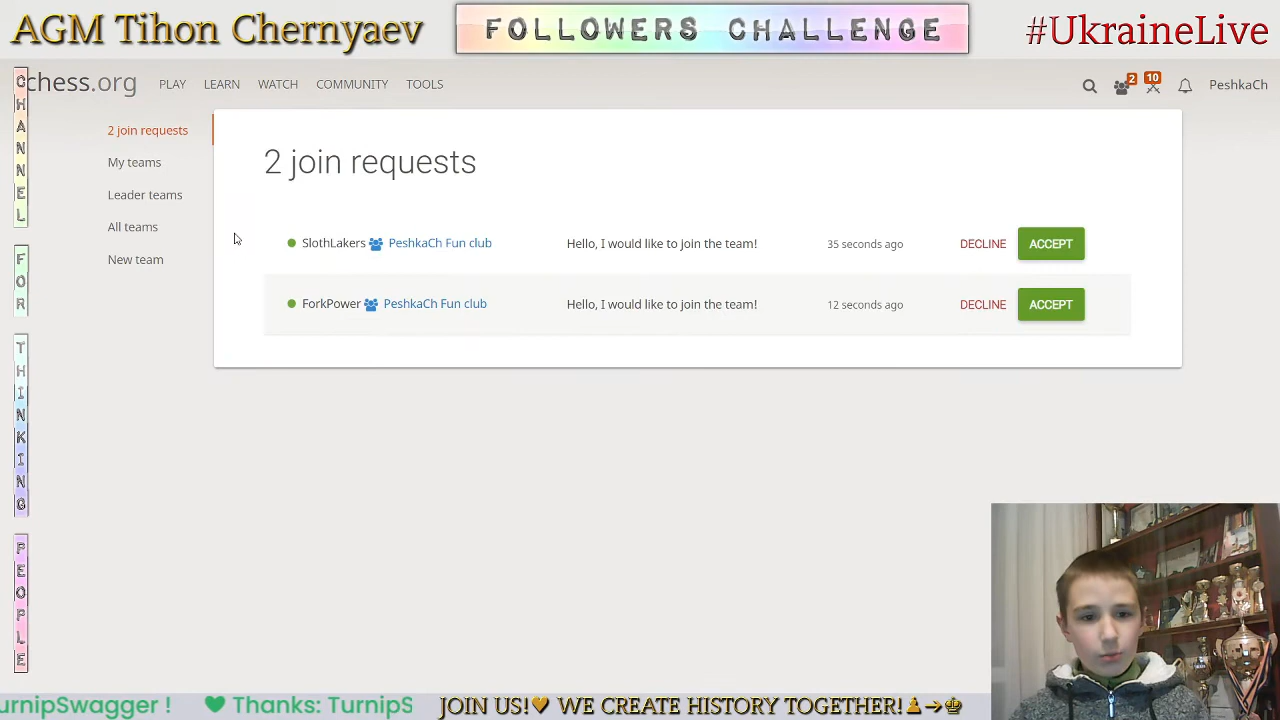 AGM Tihon Chernyaev
FOLLOWERS CHALLENGE
#UkraineLive
CHANNEL FOR THINKING PEOPLE
chess.org
PLAY
LEARN
WATCH
COMMUNITY
TOOLS
2
10
PeshkaCh
2 join requests
My teams
Leader teams
All teams
New team
2 join requests
SlothLakers PeshkaCh Fun club Hello, I would like to join the team! 35 seconds ago DECLINE ACCEPT
ForkPower PeshkaCh Fun club Hello, I would like to join the team! 12 seconds ago DECLINE ACCEPT
urnipSwagger ! Thanks: TurnipS
JOIN US! WE CREATE HISTORY TOGETHER!